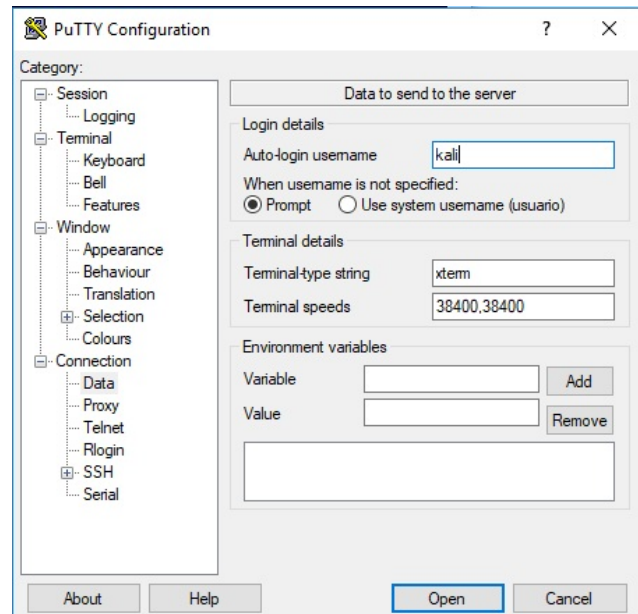 PuTTY Configuration
?
Category:
Session
Logging
Terminal
Keyboard
Bell
Features
Window
Appearance
Behaviour
Translation
Selection
Colours
Connection
Data
Proxy
Telnet
Rlogin
SSH
Serial
Data to send to the server
Login details
Auto-login username kali
When username is not specified:
Prompt Use system username (usuario)
Terminal details
Terminal-type string xterm
Terminal speeds 38400,38400
Environment variables
Variable Add
Value Remove
About Help Open Cancel